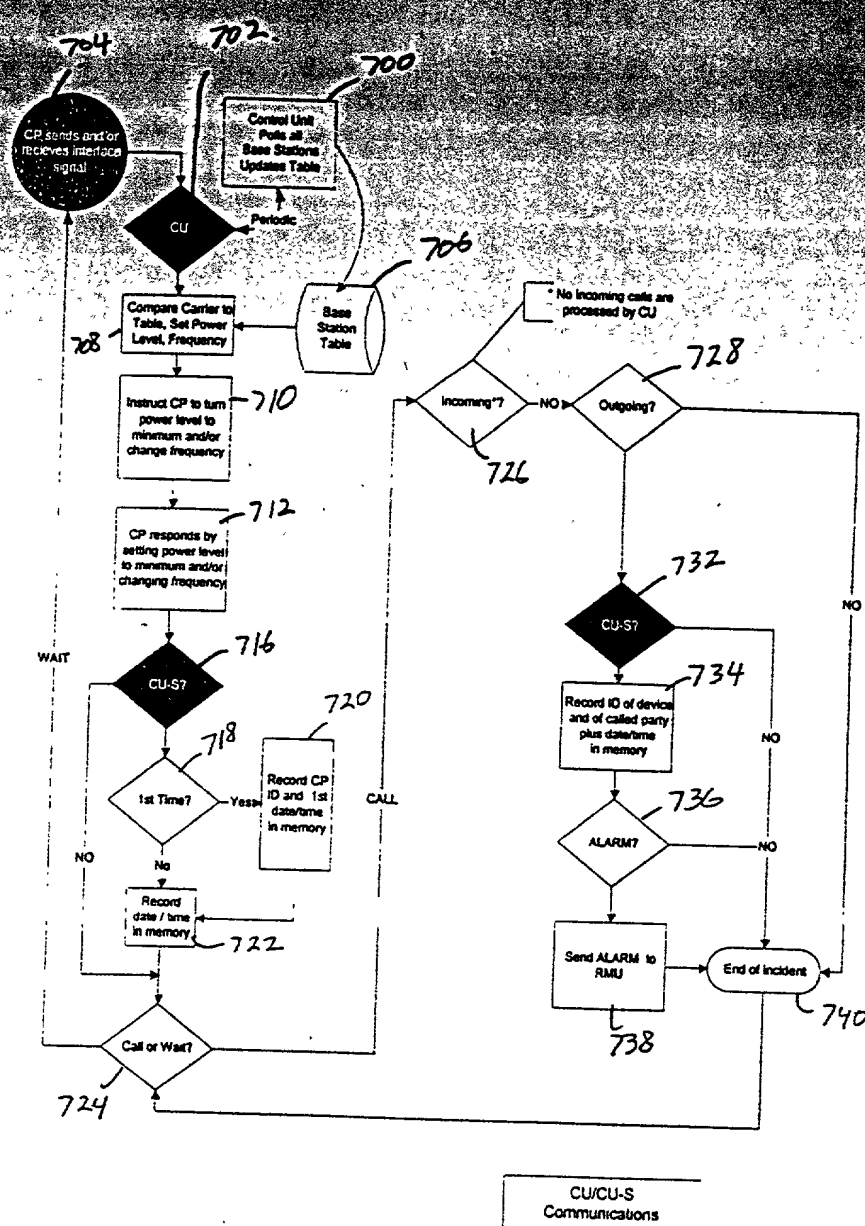 704
702.
700
CP sends and/or
recieves interface
signal
Control Unit
Polls all
Base Stations
Updates Table
CU
Periodic
706
Compare Carrier to
Table, Set Power
Level, Frequency
708
Base
Station
Table
* No incoming calls are
processed by CU
728
710
Instruct CP to turn
power level to
minimum and/or
change frequency
Incoming*?
NO
Outgoing?
726
712
CP responds by
setting power level
to minimum and/or
changing frequency
732
CU-S?
NO
716
CU-S?
WAIT
734
Record ID of device
and of called party
plus date/time
in memory
720
718
1st Time?
Yes
Record CP
ID and 1st
date/time
in memory
CALL
NO
736
ALARM?
NO
NO
No
Record
date / time
in memory
722
Send ALARM to
RMU
738
End of incident
740
Call or Wait?
724
CU/CU-S
Communications